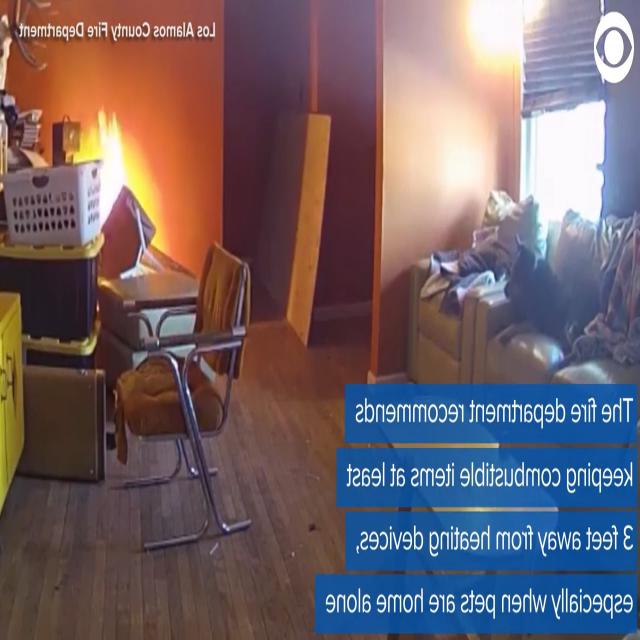 Los Alamos County Fire Department
The fire department recommends
keeping combustible items at least
3 feet away from heating devices,
especially when pets are home alone